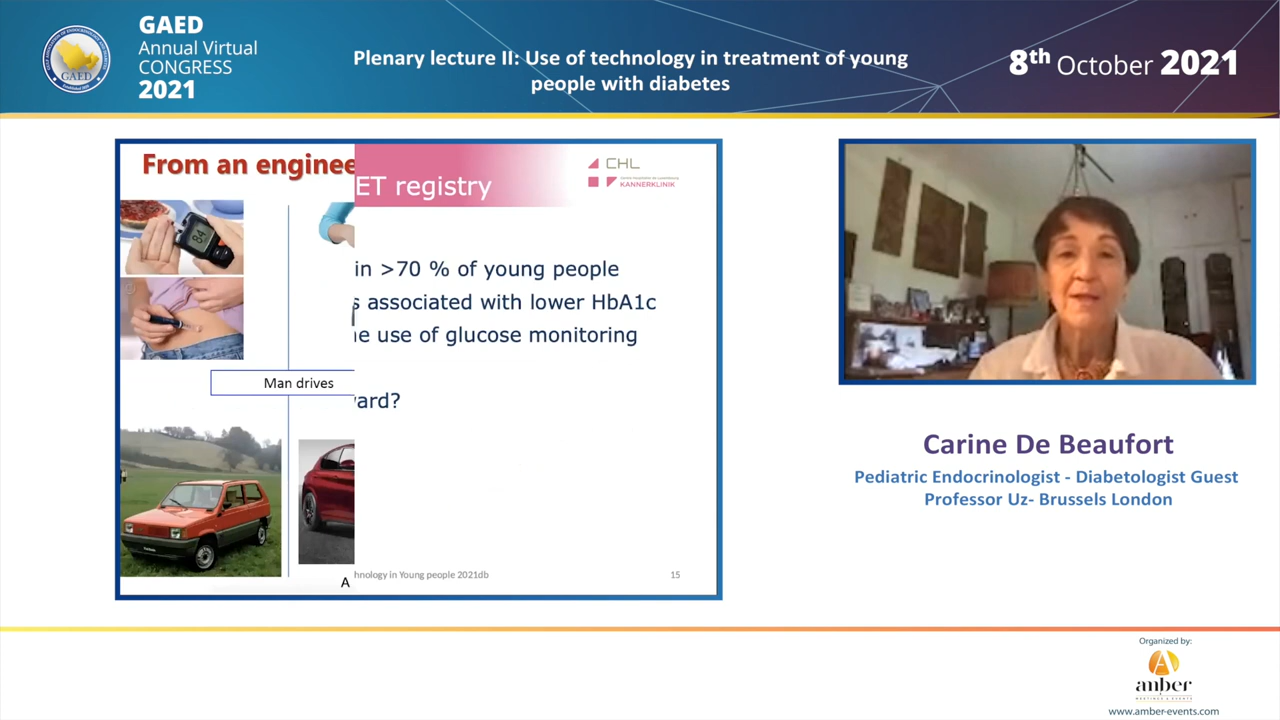 GAED
Annual Virtual
CONGRESS
2021
GAED
Plenary lecture II: Use of technology in treatment of young
people with diabetes
8th October 2021
From an enginee
ET registry
CHL
KANNERKLINIK
84
in >70 % of young people
s associated with lower HbA1c
e use of glucose monitoring
Man drives
ard?
A
hnology in Young people 2021db
15
Carine De Beaufort
Pediatric Endocrinologist - Diabetologist Guest
Professor Uz- Brussels London
Organized by:
anber
www.amber-events.com